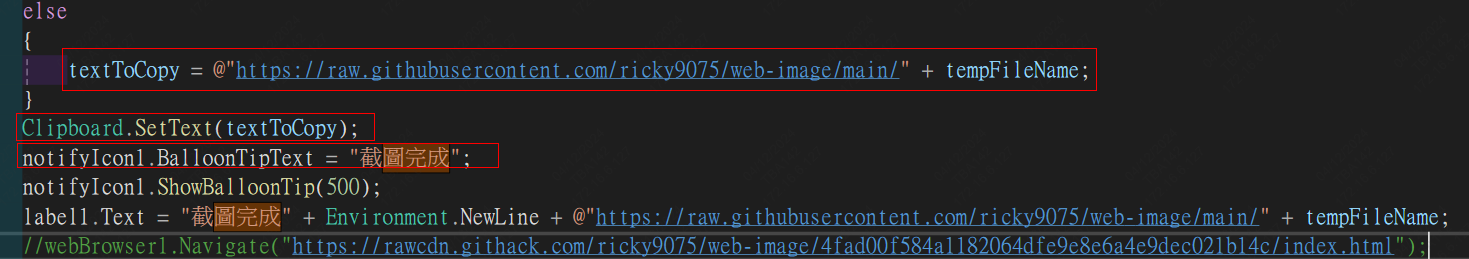 else
{
textToCopy = @"https://raw.githubusercontent.com/ricky9075/web-image/main/" + tempFileName;
}
Clipboard.SetText(textToCopy);
notifyIcon1.BalloonTipText = "截圖完成";
notifyIcon1.ShowBalloonTip(500);
label1.Text = "截圖完成" + Environment.NewLine + @"https://raw.githubusercontent.com/ricky9075/web-image/main/" + tempFileName;
//webBrowser1.Navigate("https://rawcdn.githack.com/ricky9075/web-image/4fad00f584a1182064dfe9e8e6a4e9dec021b14c/index.html");